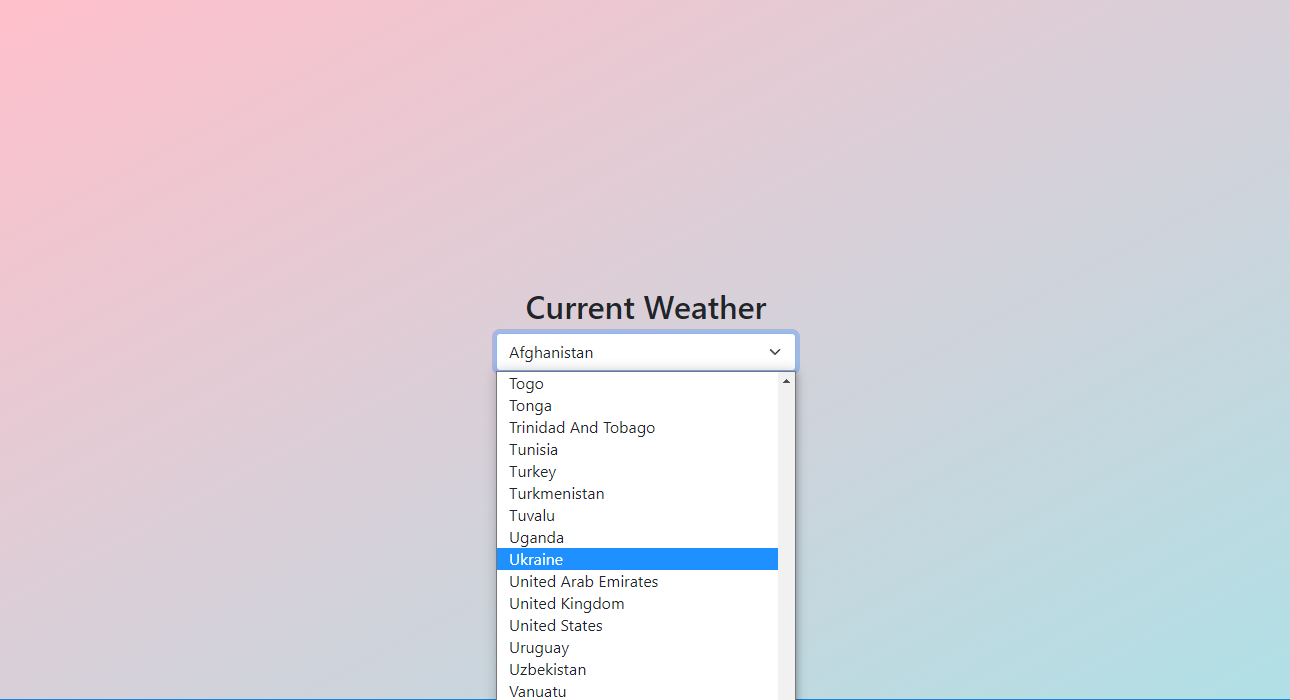 Current Weather
Afghanistan
Togo
Tonga
Trinidad And Tobago
Tunisia
Turkey
Turkmenistan
Tuvalu
Uganda
Ukraine
United Arab Emirates
United Kingdom
United States
Uruguay
Uzbekistan
Vanuatu